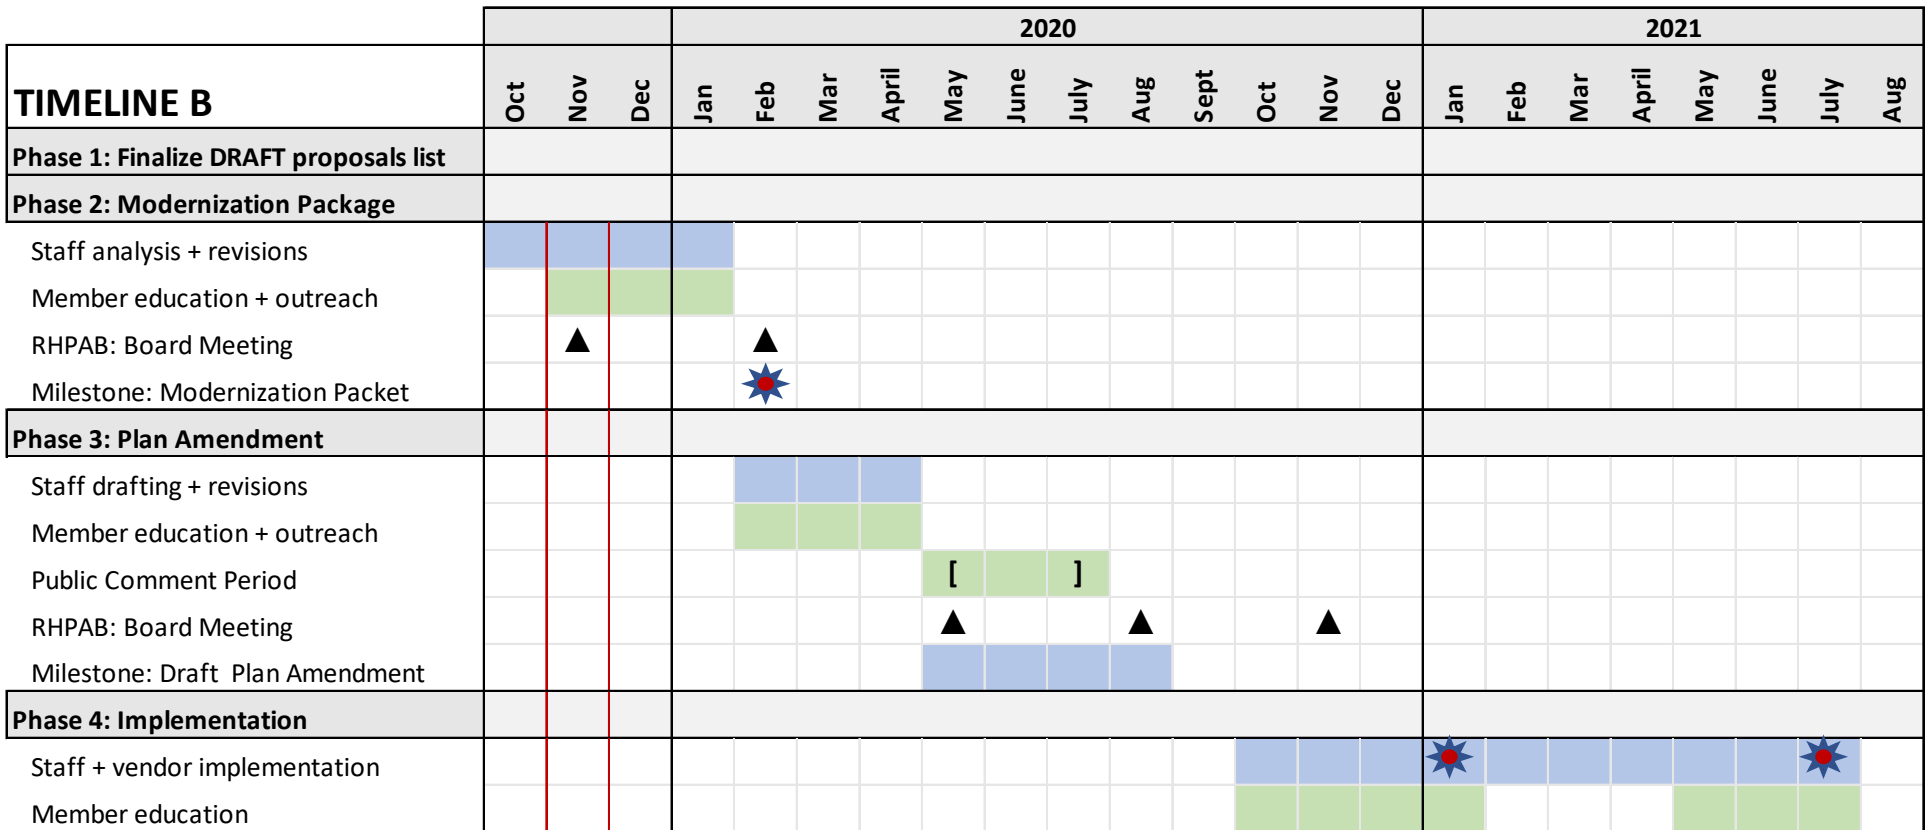 2020 2021
TIMELINE B Oct Nov Dec Jan Feb Mar April May June July Aug Sept Oct Nov Dec Jan Feb Mar April May June July Aug
Phase 1: Finalize DRAFT proposals list
Phase 2: Modernization Package
Staff analysis + revisions
Member education + outreach
RHPAB: Board Meeting
Milestone: Modernization Packet
Phase 3: Plan Amendment
Staff drafting + revisions
Member education + outreach
Public Comment Period [ ]
RHPAB: Board Meeting
Milestone: Draft Plan Amendment
Phase 4: Implementation
Staff + vendor implementation
Member education